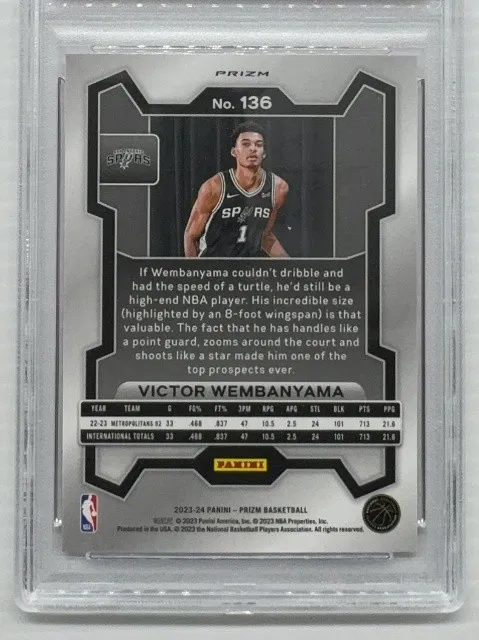 PRIZM
No. 136
SPURS
SPURS
1
If Wembanyama couldn't dribble and
had the speed of a turtle, he'd still be a
high-end NBA player. His incredible size
(highlighted by an 8-foot wingspan) is that
valuable. The fact that he has handles like
a point guard, zooms around the court and
shoots like a star made him one of the
top prospects ever.
VICTOR WEMBANYAMA
YEAR TEAM G FG% FT% 3PM RPG APG STL BLK PTS PPG
22-23 METROPOLITANS 92 33 .468 .837 47 10.5 2.5 24 101 713 21.6
INTERNATIONAL TOTALS 33 .468 .837 47 10.5 2.5 24 101 713 21.6
PANINI
2023-24 PANINI – PRIZM BASKETBALL
© 2023 Panini America, Inc. © 2023 NBA Properties, Inc.
Produced in the USA. © 2023 the National Basketball Players Association. All rights reserved.
NBA